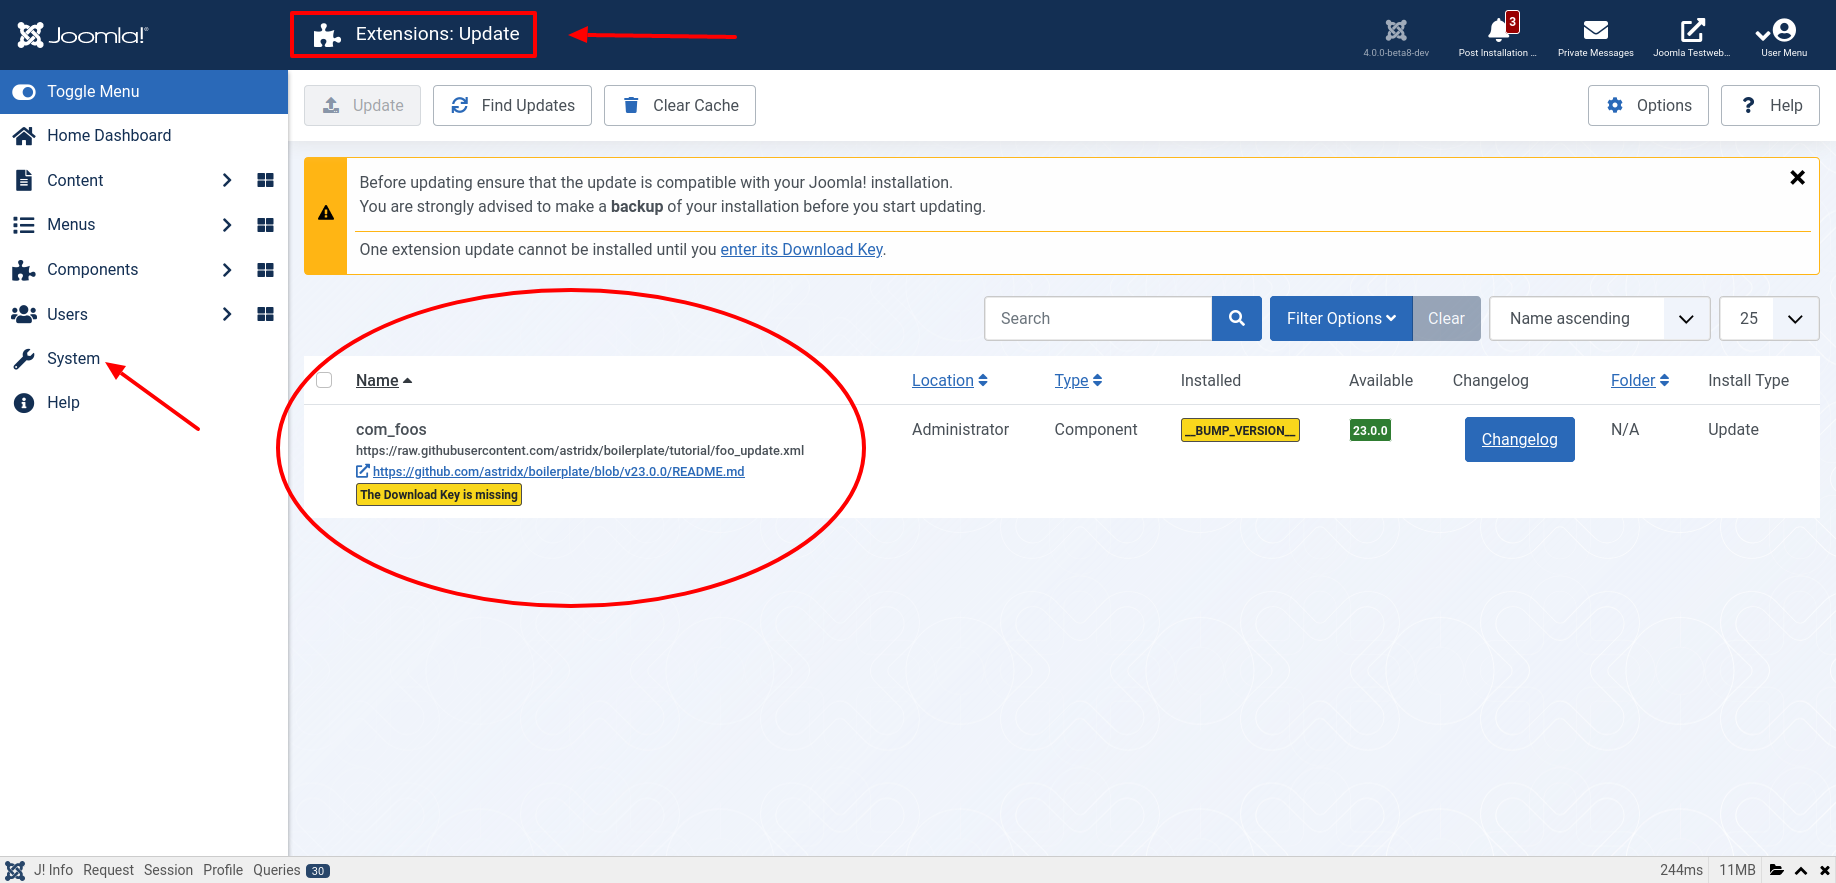 Joomla!
Extensions: Update
4.0.0-beta8-dev
3
Post Installation ...
Private Messages
Joomla Testweb...
User Menu
Toggle Menu
Home Dashboard
Content
Menus
Components
Users
System
Help
Update
Find Updates
Clear Cache
Options
? Help
Before updating ensure that the update is compatible with your Joomla! installation.
You are strongly advised to make a backup of your installation before you start updating.
One extension update cannot be installed until you enter its Download Key.
Search
Filter Options
Clear
Name ascending
25
Name
Location
Type
Installed
Available
Changelog
Folder
Install Type
com_foos
https://raw.githubusercontent.com/astridx/boilerplate/tutorial/foo_update.xml
https://github.com/astridx/boilerplate/blob/v23.0.0/README.md
The Download Key is missing
Administrator
Component
__BUMP_VERSION__
23.0.0
Changelog
N/A
Update
J! Info
Request
Session
Profile
Queries 30
244ms
11MB